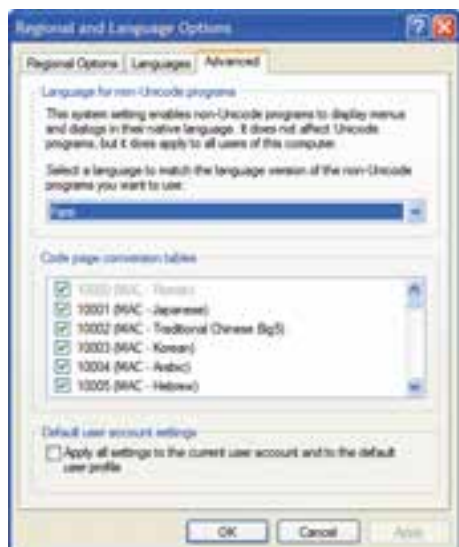 Regional and Language Options
Regional Options
Languages
Advanced
Language for non-Unicode programs
This system setting enables non-Unicode programs to display menus
and dialogs in their native language. It does not affect Unicode
programs, but it does apply to all users of this computer.
Select a language to match the language version of the non-Unicode
programs you want to use:
Farsi
Code page conversion tables
10000 (MAC - Roman)
10001 (MAC - Japanese)
10002 (MAC - Traditional Chinese Big5)
10003 (MAC - Korean)
10004 (MAC - Arabic)
10005 (MAC - Hebrew)
Default user account settings
Apply all settings to the current user account and to the default
user profile
OK
Cancel
Apply